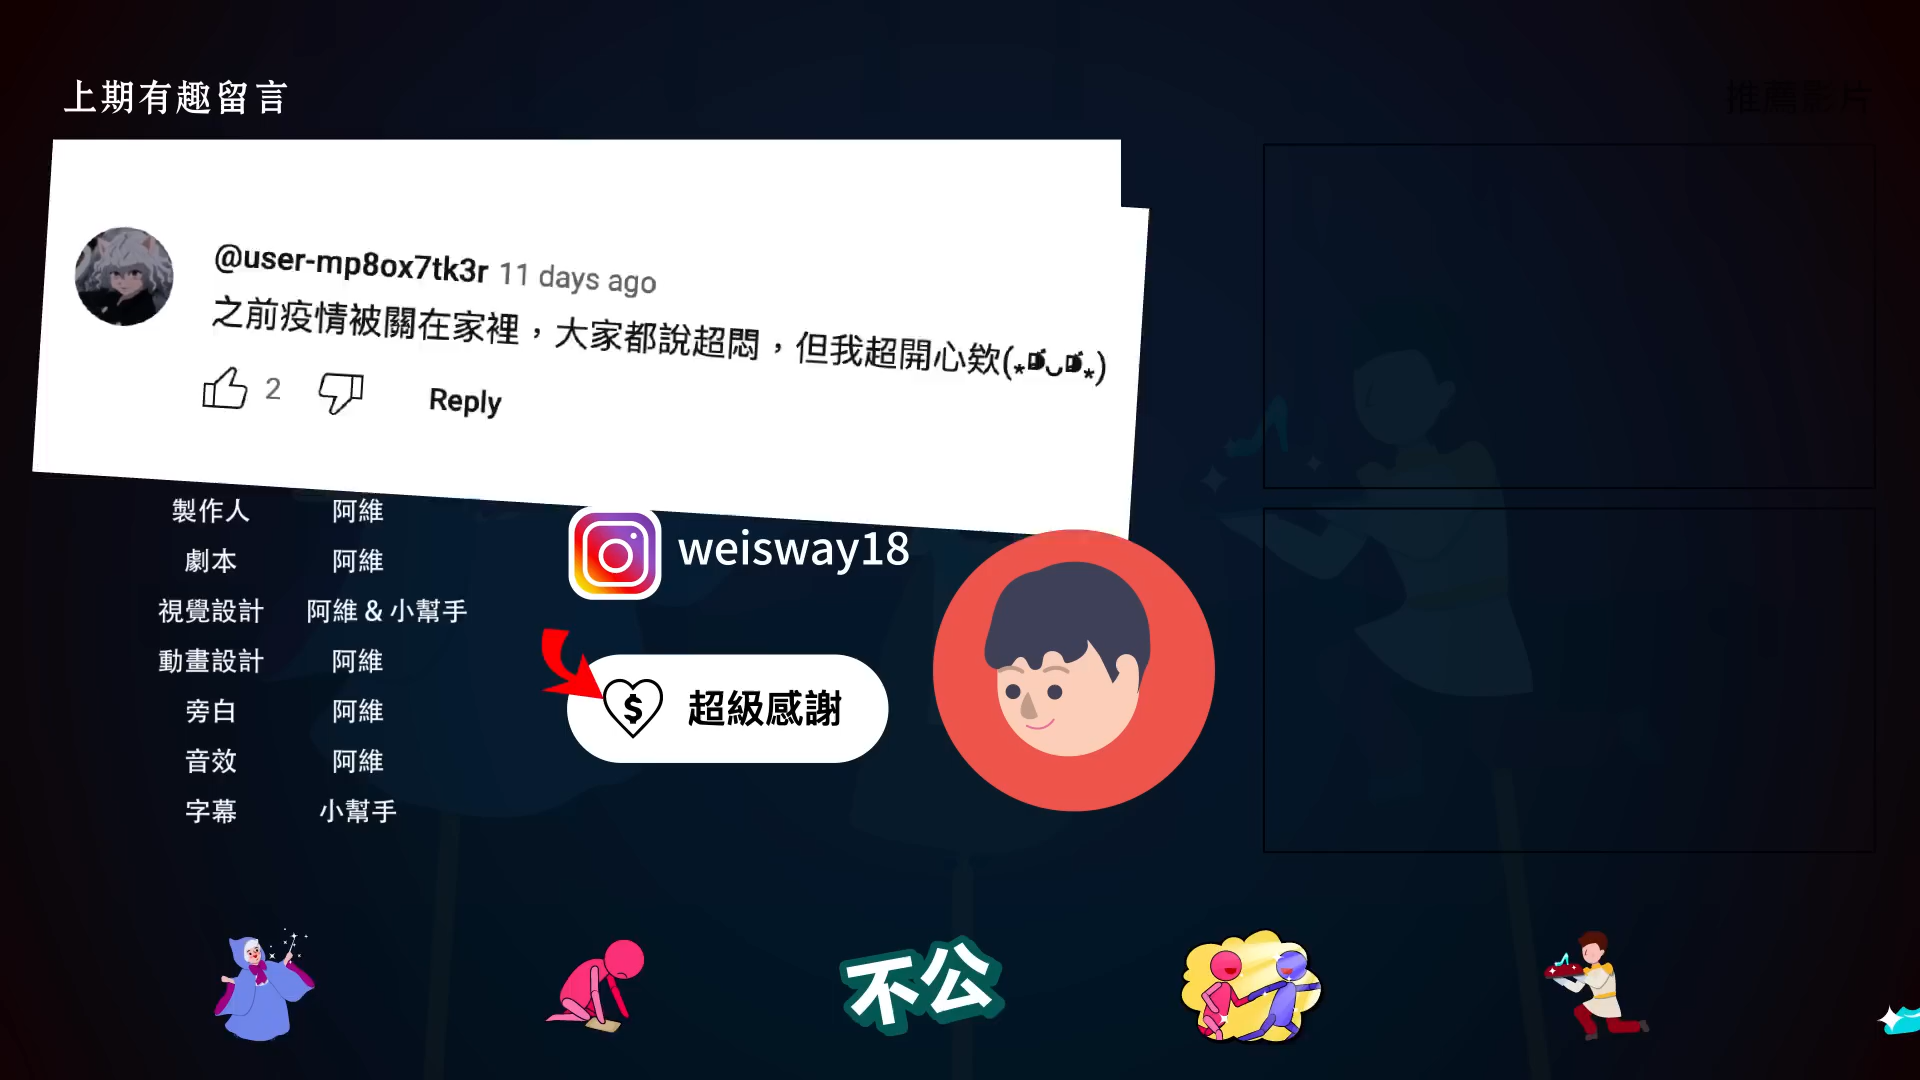 上期有趣留言
推薦影片
@user-mp8ox7tk3r 11 days ago
之前疫情被關在家裡，大家都說超悶，但我超開心欸(⁎⁍̴̛ᴗ⁍̴̛⁎)
2 Reply
製作人 阿維
劇本 阿維
視覺設計 阿維 & 小幫手
動畫設計 阿維
旁白 阿維
音效 阿維
字幕 小幫手
weisway18
$ 超級感謝
不公